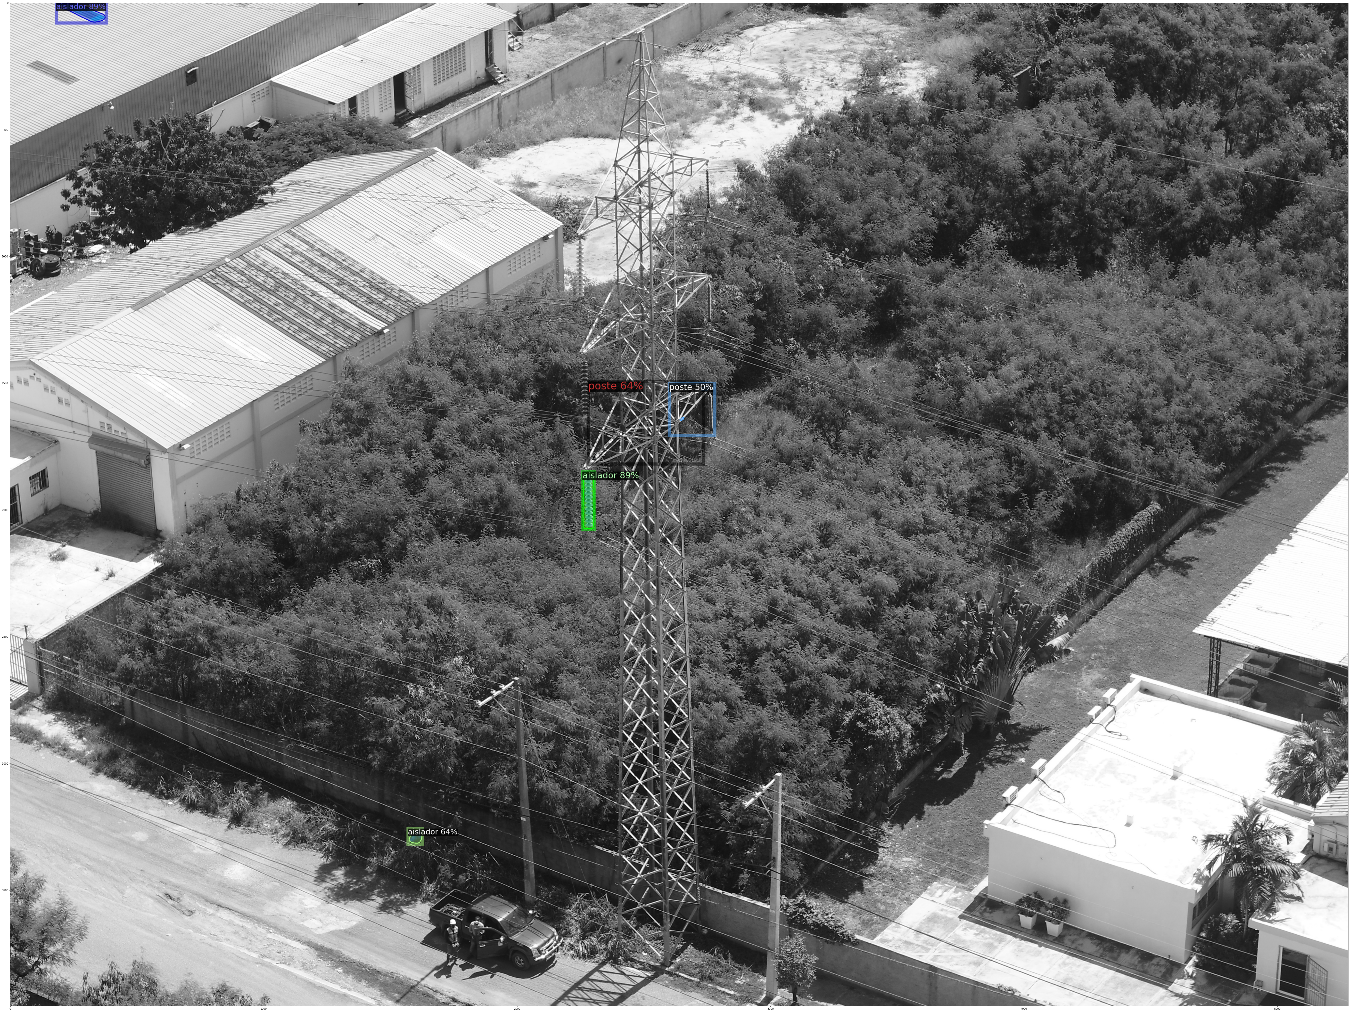 aislador 89%
poste 64%
poste 50%
aislador 89%
aislador 64%